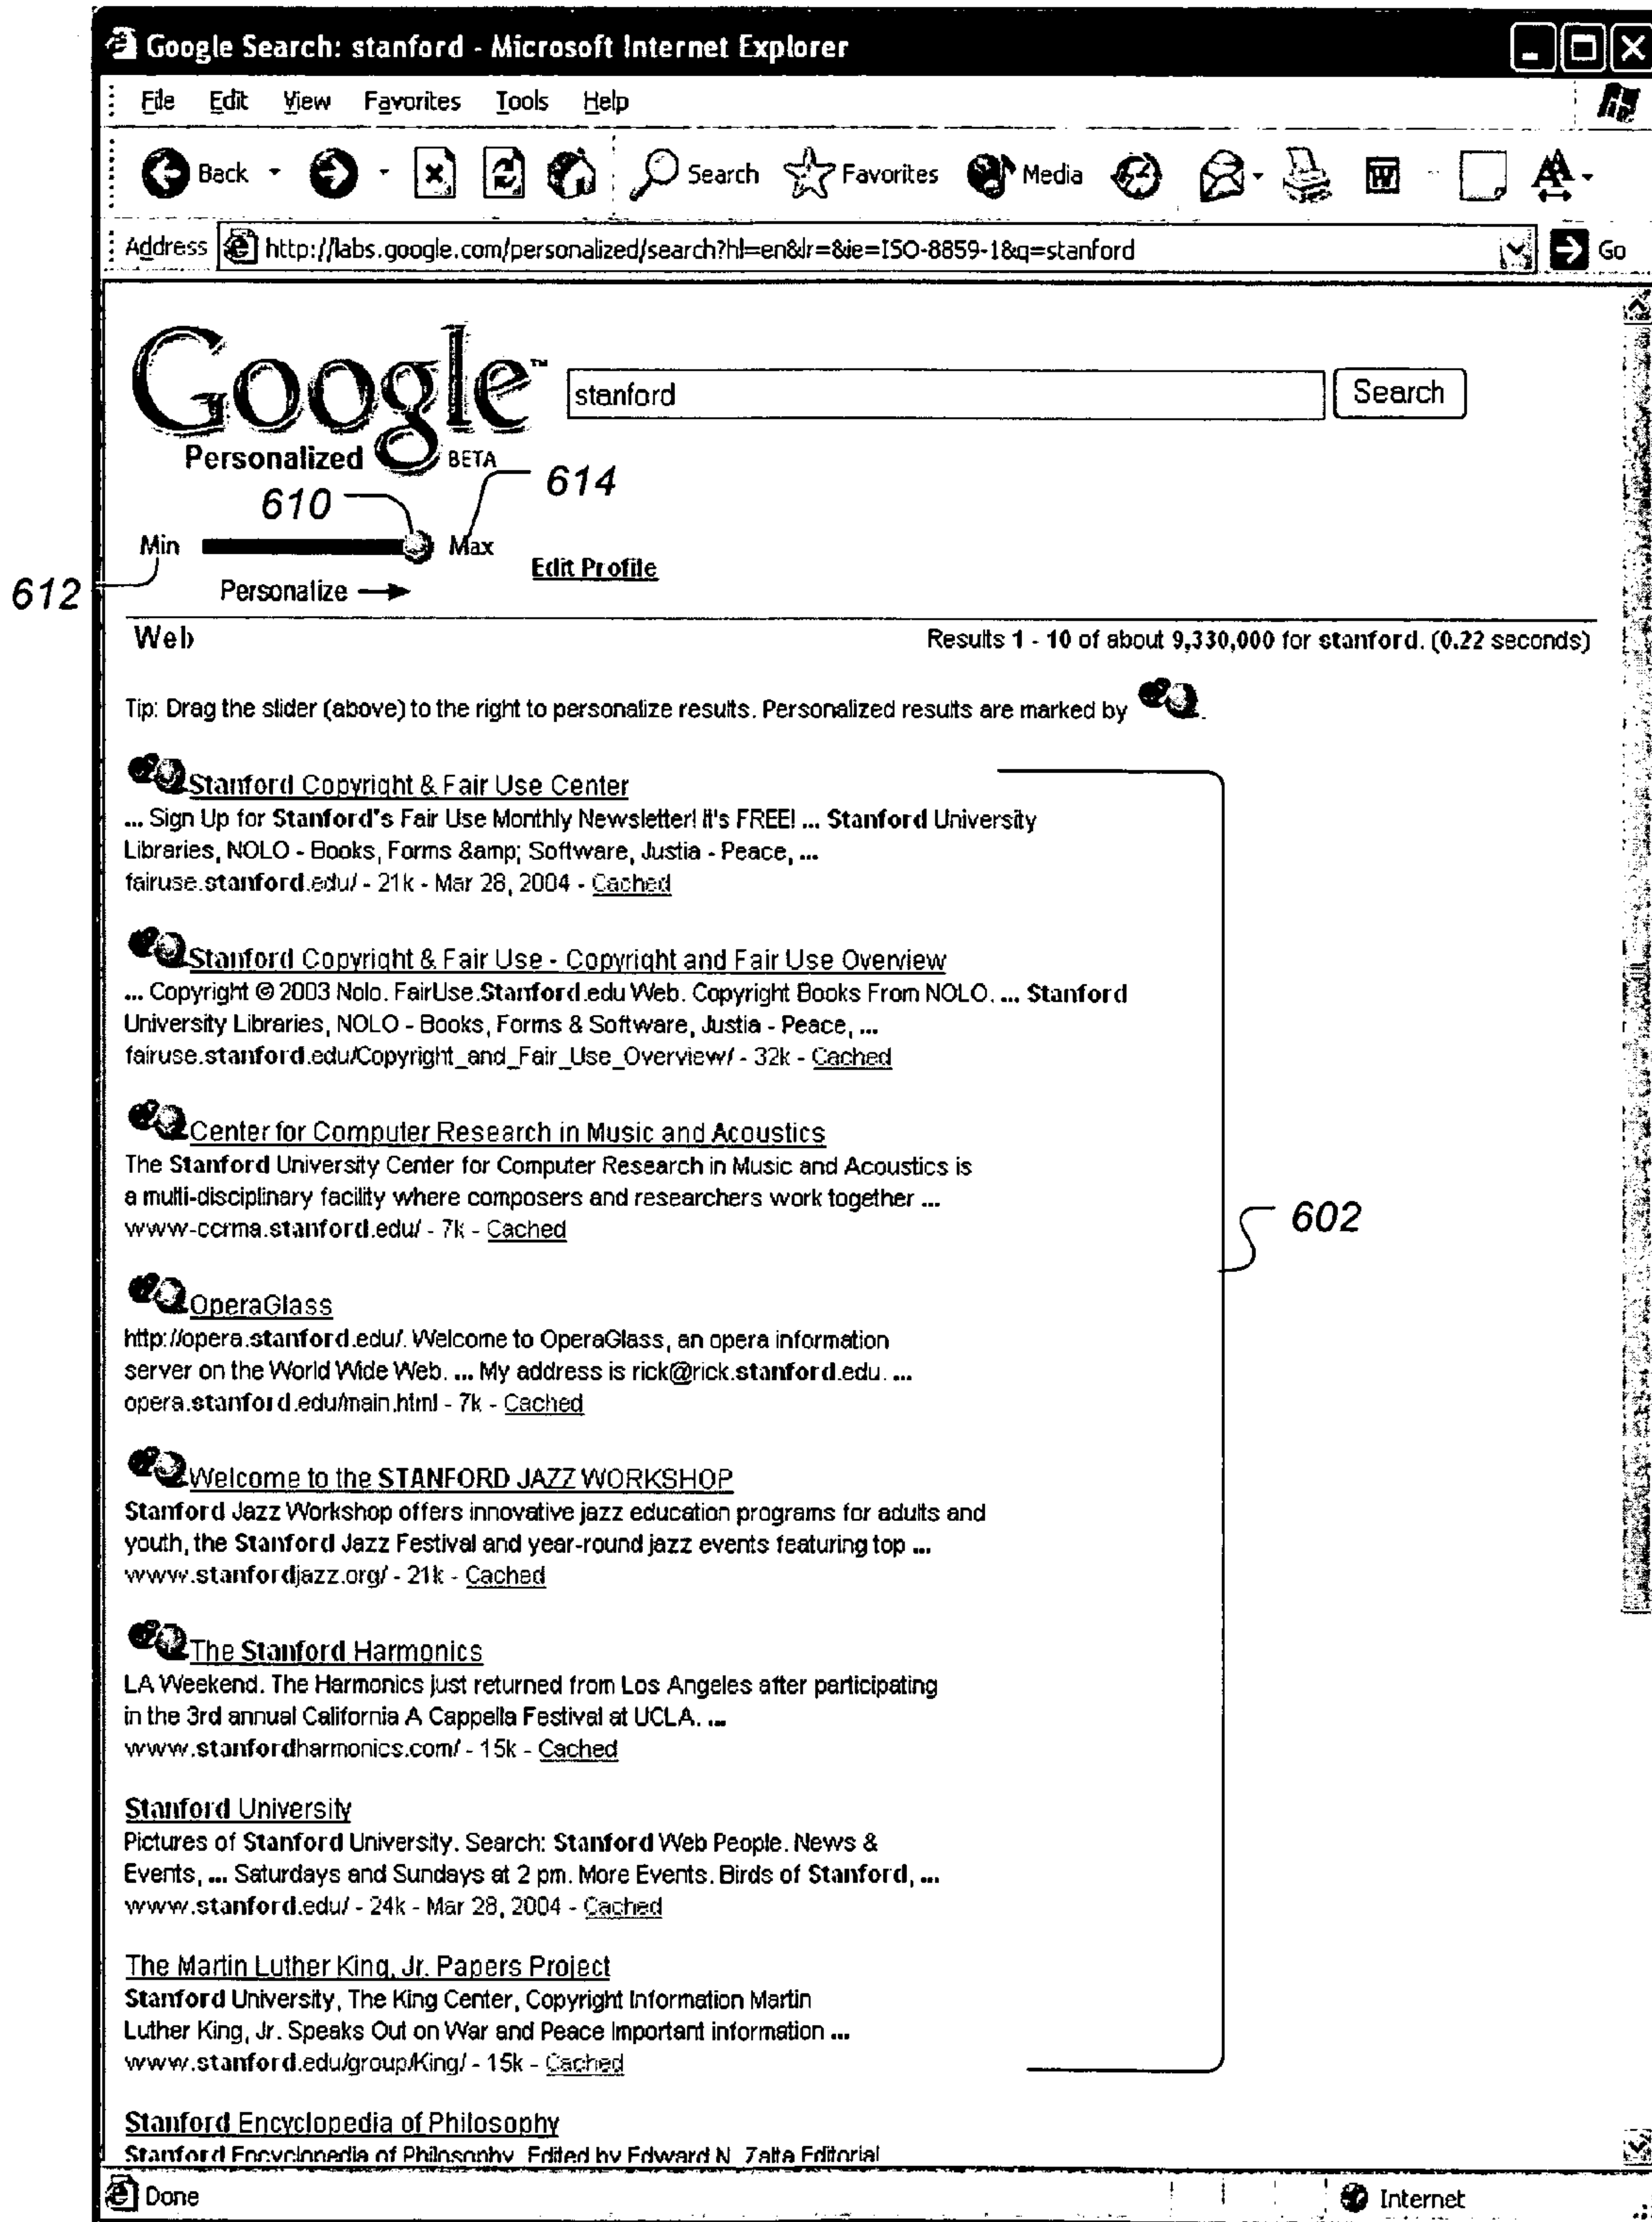 Google Search: stanford - Microsoft Internet Explorer
File Edit View Favorites Tools Help
Back Search Favorites Media
Address http://labs.google.com/personalized/search?hl=en&lr=&ie=ISO-8859-1&q=stanford Go
Google™ stanford Search
Personalized BETA
614
610
Min Max
Edit Profile
612
Personalize
Web Results 1 - 10 of about 9,330,000 for stanford. (0.22 seconds)
Tip: Drag the slider (above) to the right to personalize results. Personalized results are marked by .
Stanford Copyright & Fair Use Center
... Sign Up for Stanford's Fair Use Monthly Newsletter! It's FREE! ... Stanford University
Libraries, NOLO - Books, Forms &amp; Software, Justia - Peace, ...
fairuse.stanford.edu/ - 21k - Mar 28, 2004 - Cached
Stanford Copyright & Fair Use - Copyright and Fair Use Overview
... Copyright © 2003 Nolo. FairUse.Stanford.edu Web. Copyright Books From NOLO. ... Stanford
University Libraries, NOLO - Books, Forms & Software, Justia - Peace, ...
fairuse.stanford.edu/Copyright_and_Fair_Use_Overview/ - 32k - Cached
Center for Computer Research in Music and Acoustics
The Stanford University Center for Computer Research in Music and Acoustics is
a multi-disciplinary facility where composers and researchers work together ...
www-ccrma.stanford.edu/ - 7k - Cached
602
OperaGlass
http://opera.stanford.edu/. Welcome to OperaGlass, an opera information
server on the World Wide Web. ... My address is rick@rick.stanford.edu. ...
opera.stanford.edu/main.html - 7k - Cached
Welcome to the STANFORD JAZZ WORKSHOP
Stanford Jazz Workshop offers innovative jazz education programs for adults and
youth, the Stanford Jazz Festival and year-round jazz events featuring top ...
www.stanfordjazz.org/ - 21k - Cached
The Stanford Harmonics
LA Weekend. The Harmonics just returned from Los Angeles after participating
in the 3rd annual California A Cappella Festival at UCLA. ...
www.stanfordharmonics.com/ - 15k - Cached
Stanford University
Pictures of Stanford University. Search: Stanford Web People. News &
Events, ... Saturdays and Sundays at 2 pm. More Events. Birds of Stanford, ...
www.stanford.edu/ - 24k - Mar 28, 2004 - Cached
The Martin Luther King, Jr. Papers Project
Stanford University, The King Center, Copyright Information Martin
Luther King, Jr. Speaks Out on War and Peace Important information ...
www.stanford.edu/group/King/ - 15k - Cached
Stanford Encyclopedia of Philosophy
Stanford Encyclopedia of Philosophy Edited by Edward N. Zalta Editorial
Done Internet